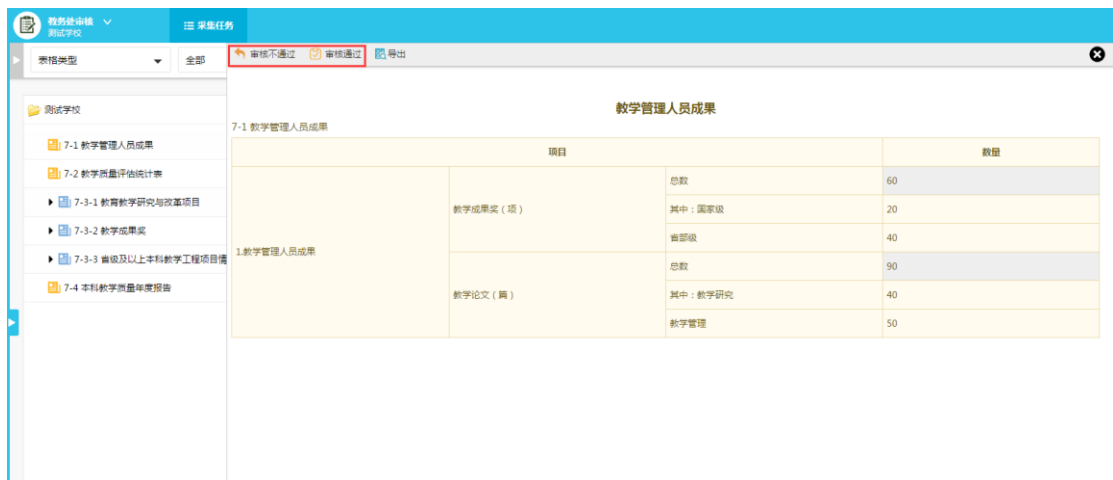 教务处审核
测试学校
采集任务
表格类型
全部
审核不通过 审核通过 导出
测试学校
7-1 教学管理人员成果
7-2 教学质量评估统计表
7-3-1 教育教学研究与改革项目
7-3-2 教学成果奖
7-3-3 省级及以上本科教学工程项目情
7-4 本科教学质量年度报告
教学管理人员成果
7-1 教学管理人员成果
项目 数量
1.教学管理人员成果
教学成果奖（项）
总数 60
其中：国家级 20
省部级 40
教学论文（篇）
总数 90
其中：教学研究 40
教学管理 50